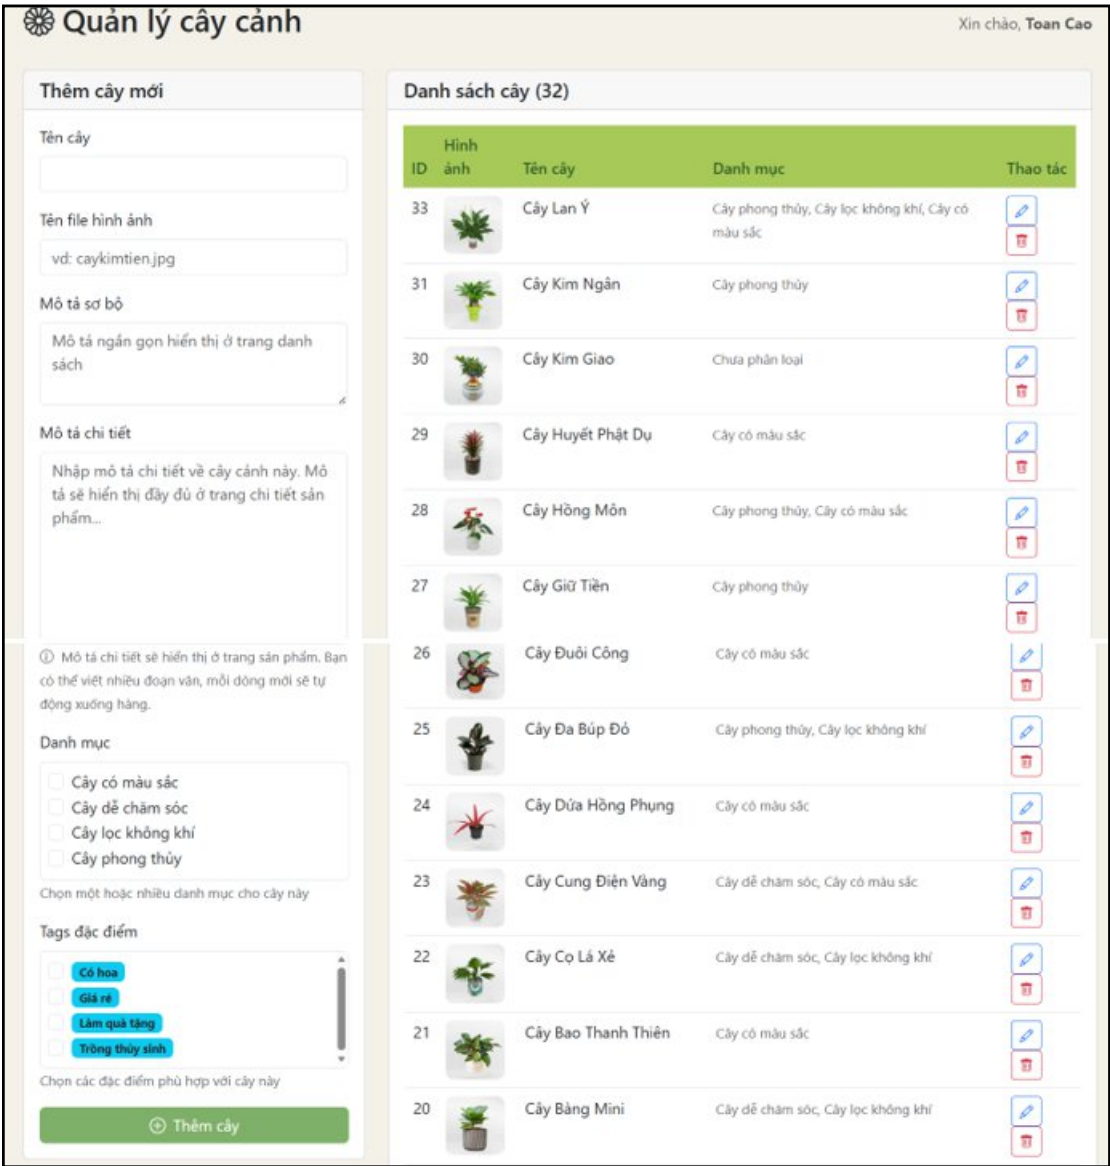 Quản lý cây cảnh
Xin chào, Toan Cao
Thêm cây mới
Tên cây
Tên file hình ảnh
vd: caykimtien.jpg
Mô tả sơ bộ
Mô tả ngắn gọn hiển thị ở trang danh
sách
Mô tả chi tiết
Nhập mô tả chi tiết về cây cảnh này. Mô
tả sẽ hiển thị đầy đủ ở trang chi tiết sản
phẩm...
Mô tả chi tiết sẽ hiển thị ở trang sản phẩm. Bạn
có thể viết nhiều đoạn văn, mỗi dòng mới sẽ tự
động xuống hàng.
Danh mục
Cây có màu sắc
Cây dễ chăm sóc
Cây lọc không khí
Cây phong thủy
Chọn một hoặc nhiều danh mục cho cây này
Tags đặc điểm
Có hoa
Giá rẻ
Làm quà tặng
Trồng thủy sinh
Chọn các đặc điểm phù hợp với cây này
Thêm cây
Danh sách cây (32)
ID Hình ảnh Tên cây Danh mục Thao tác
33 Cây Lan Ý Cây phong thủy, Cây lọc không khí, Cây có
màu sắc
31 Cây Kim Ngân Cây phong thủy
30 Cây Kim Giao Chưa phân loại
29 Cây Huyết Phật Dụ Cây có màu sắc
28 Cây Hồng Môn Cây phong thủy, Cây có màu sắc
27 Cây Giữ Tiền Cây phong thủy
26 Cây Đuôi Công Cây có màu sắc
25 Cây Đa Búp Đỏ Cây phong thủy, Cây lọc không khí
24 Cây Dứa Hồng Phụng Cây có màu sắc
23 Cây Cung Điện Vàng Cây dễ chăm sóc, Cây có màu sắc
22 Cây Cọ Lá Xẻ Cây dễ chăm sóc, Cây lọc không khí
21 Cây Bao Thanh Thiên Cây có màu sắc
20 Cây Bàng Mini Cây dễ chăm sóc, Cây lọc không khí